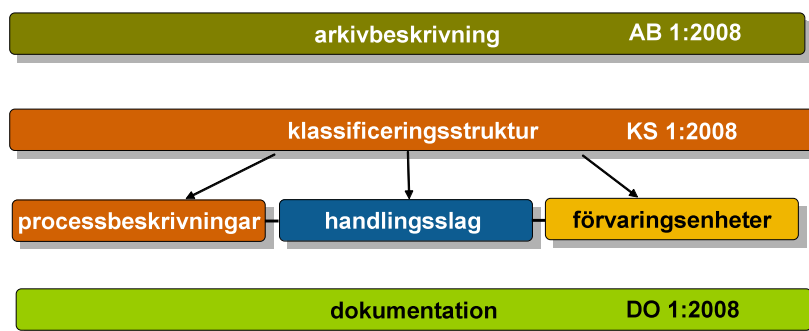 arkivbeskrivning AB 1:2008
klassificeringsstruktur KS 1:2008
processbeskrivningar handlingsslag förvaringsenheter
dokumentation DO 1:2008